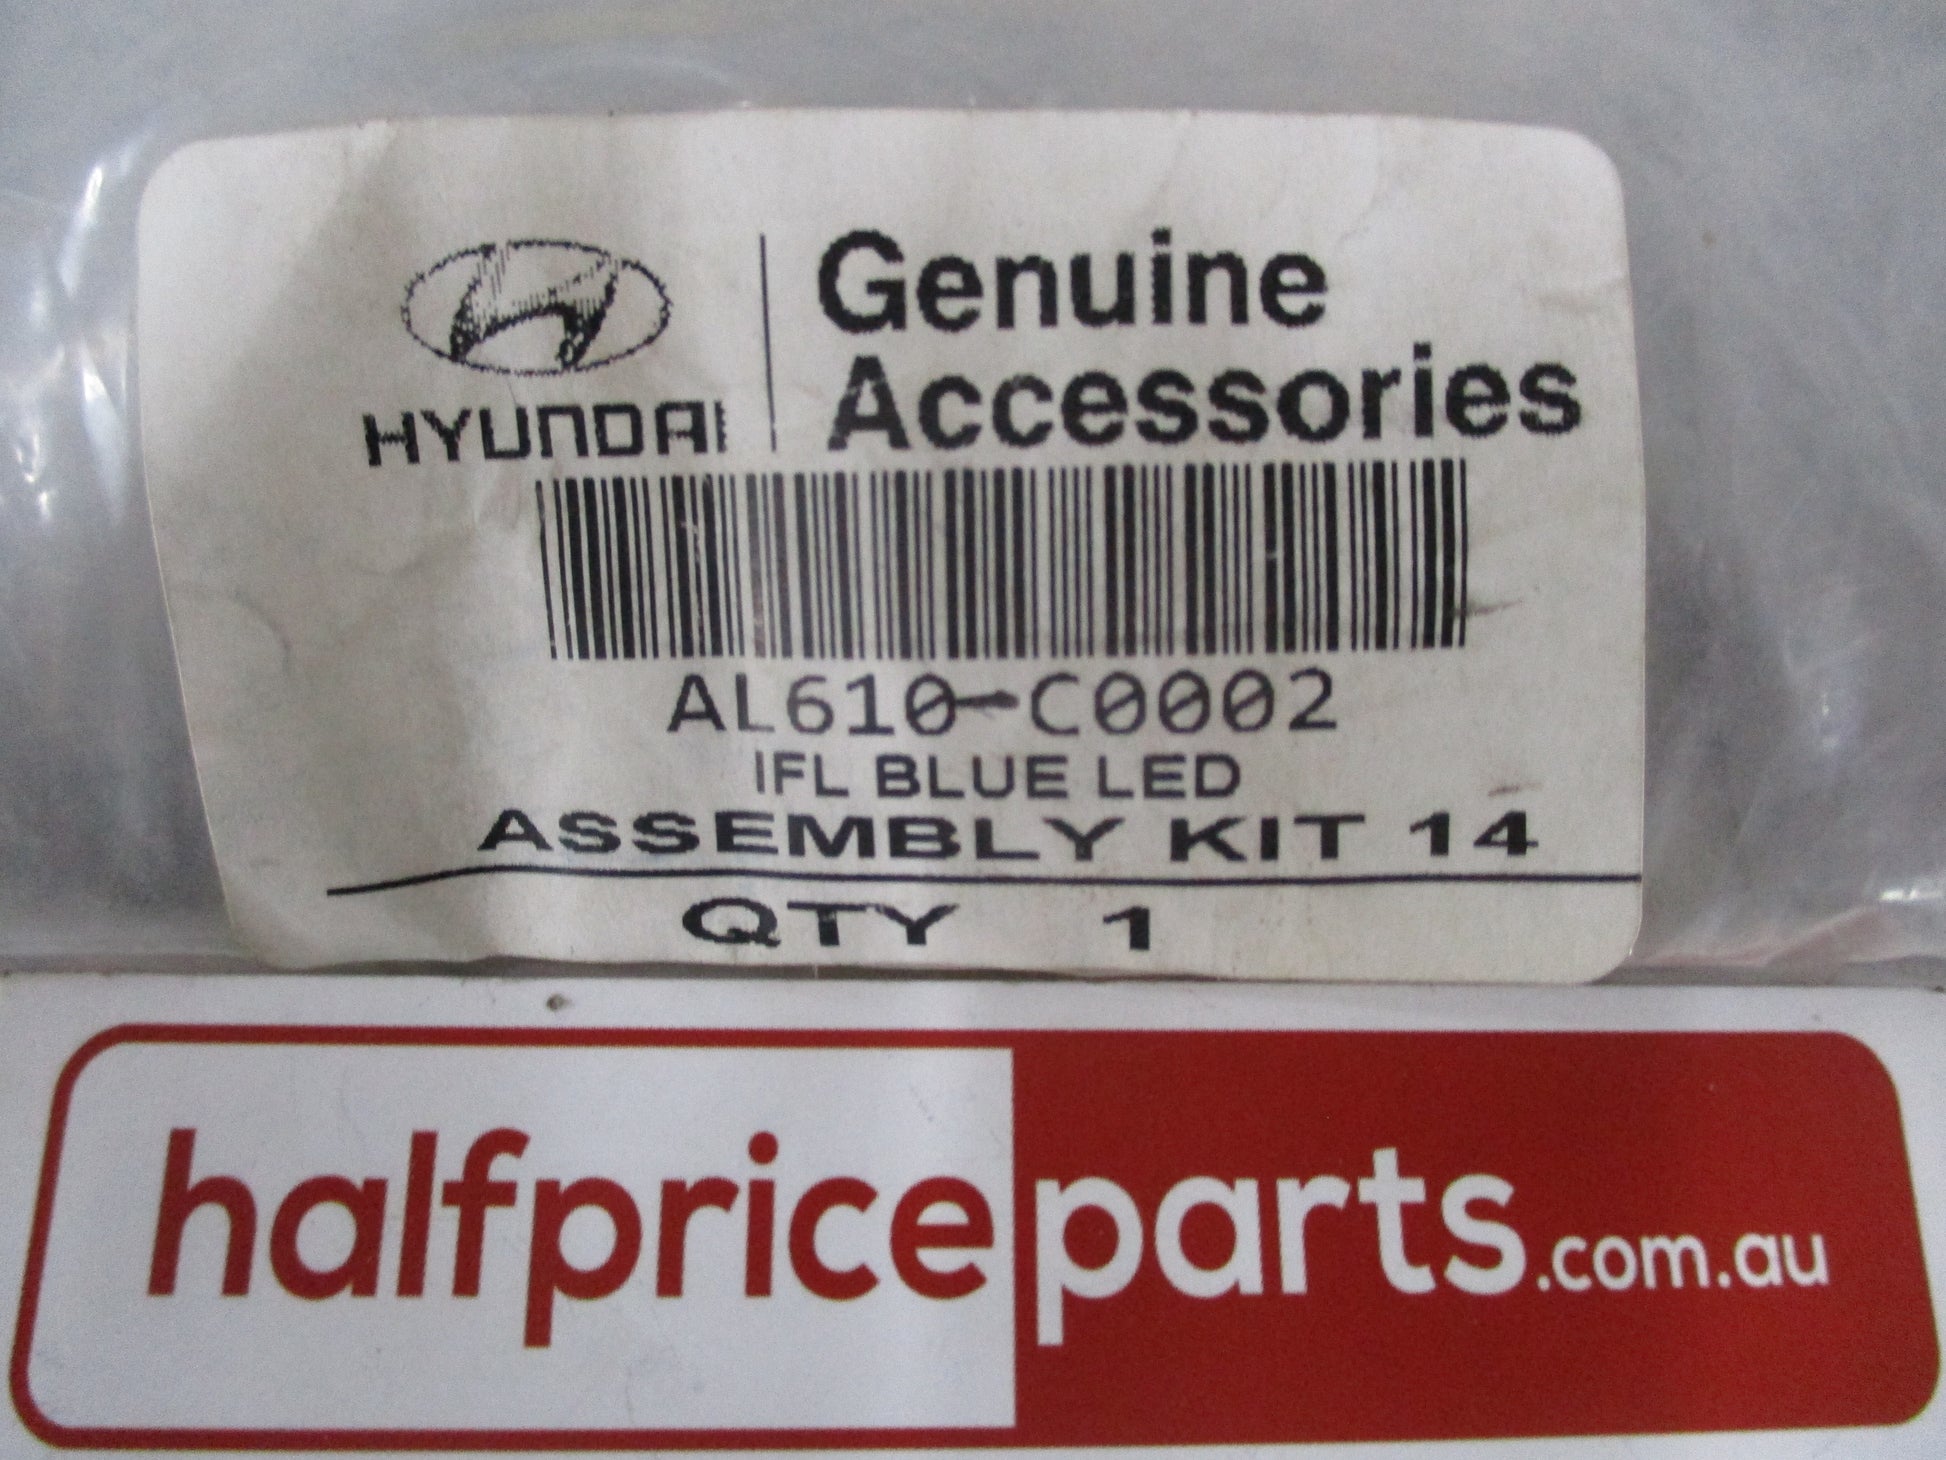 HYUNDAI
Genuine
Accessories
AL610-C0002
IFL BLUE LED
ASSEMBLY KIT 14
QTY 1
halfpriceparts.com.au